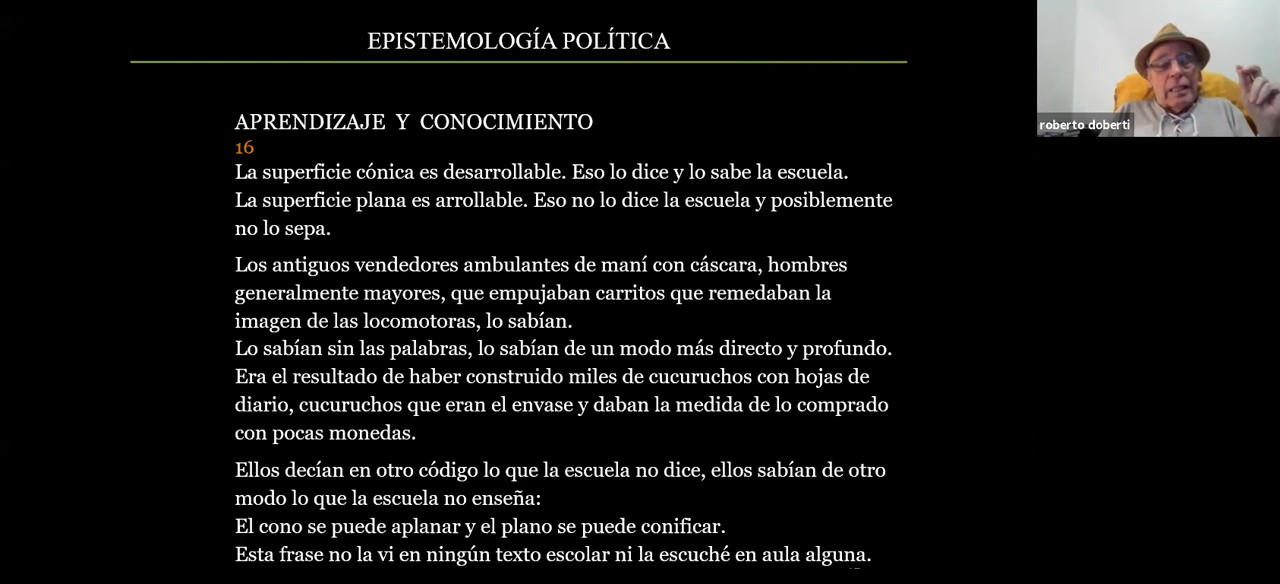 EPISTEMOLOGÍA POLÍTICA
roberto doberti
APRENDIZAJE Y CONOCIMIENTO
16
La superficie cónica es desarrollable. Eso lo dice y lo sabe la escuela.
La superficie plana es arrollable. Eso no lo dice la escuela y posiblemente
no lo sepa.
Los antiguos vendedores ambulantes de maní con cáscara, hombres
generalmente mayores, que empujaban carritos que remedaban la
imagen de las locomotoras, lo sabían.
Lo sabían sin las palabras, lo sabían de un modo más directo y profundo.
Era el resultado de haber construido miles de cucuruchos con hojas de
diario, cucuruchos que eran el envase y daban la medida de lo comprado
con pocas monedas.
Ellos decían en otro código lo que la escuela no dice, ellos sabían de otro
modo lo que la escuela no enseña:
El cono se puede aplanar y el plano se puede conificar.
Esta frase no la vi en ningún texto escolar ni la escuché en aula alguna.